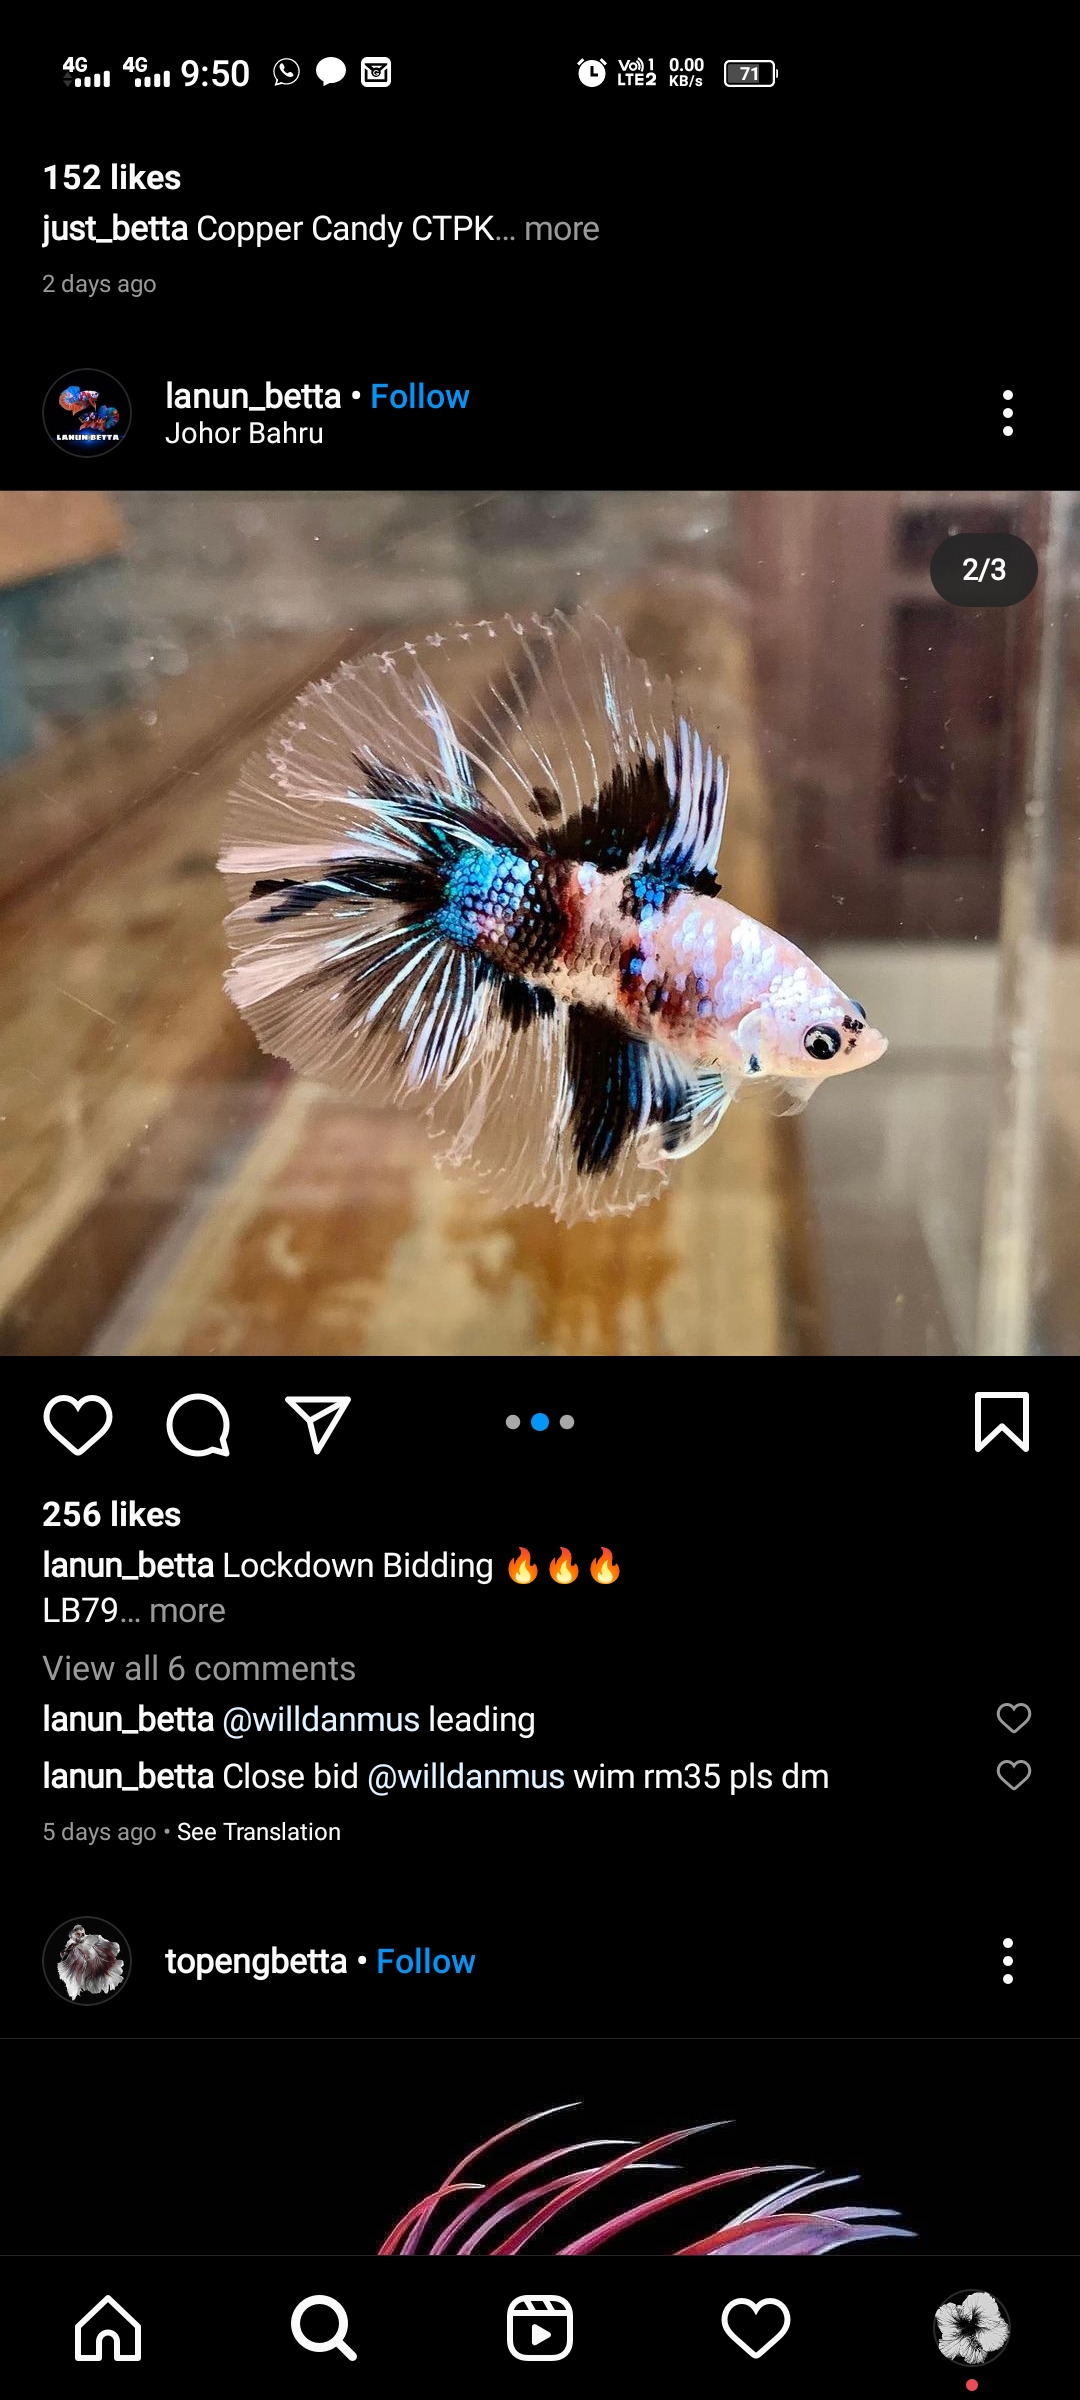 4G 4G 9:50 Vo)) 1 LTE2 0.00 KB/s 71
152 likes
just_betta Copper Candy CTPK... more
2 days ago
LANUN BETTA
lanun_betta • Follow
Johor Bahru
2/3
256 likes
lanun_betta Lockdown Bidding 🔥🔥🔥
LB79... more
View all 6 comments
lanun_betta @willdanmus leading
lanun_betta Close bid @willdanmus wim rm35 pls dm
5 days ago • See Translation
topengbetta • Follow